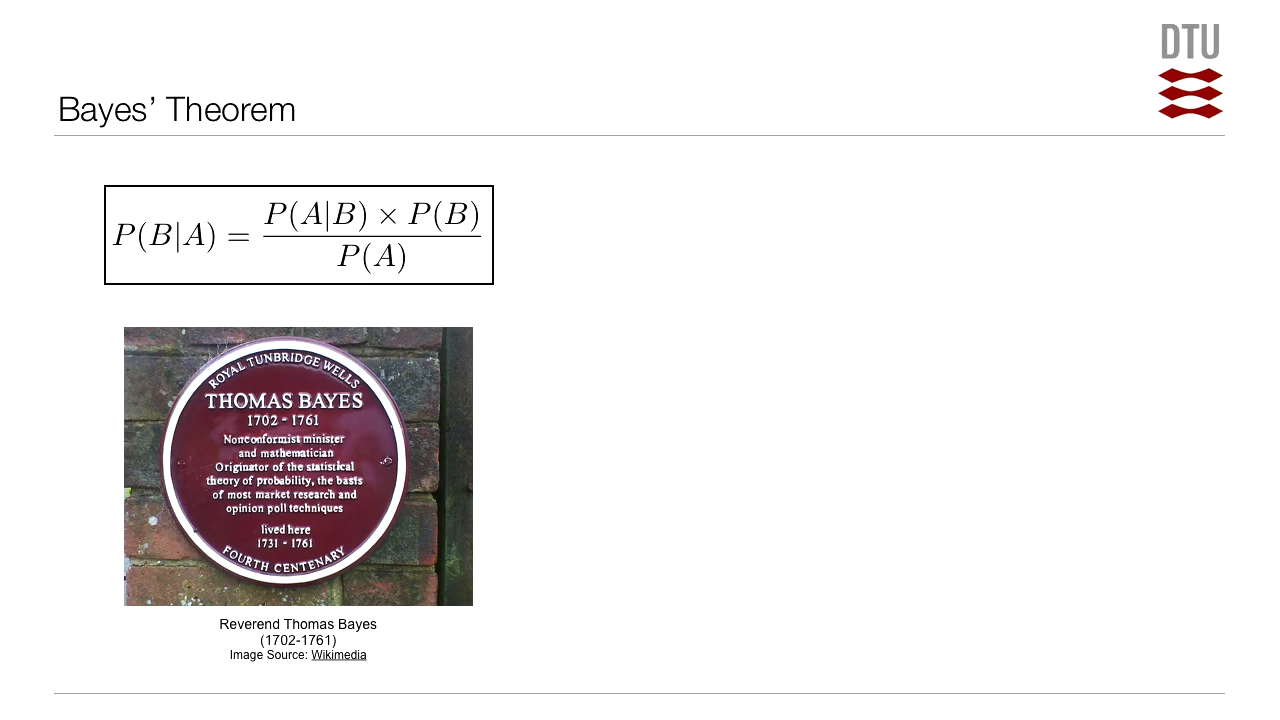 DTU
Bayes’ Theorem
P(B|A) = P(A|B) × P(B) / P(A)
ROYAL TUNBRIDGE WELLS
THOMAS BAYES
1702 - 1761
Nonconformist minister
and mathematician
Originator of the statistical
theory of probability, the basis
of most market research and
opinion poll techniques
lived here
1731 - 1761
FOURTH CENTENARY
Reverend Thomas Bayes
(1702-1761)
Image Source: Wikimedia